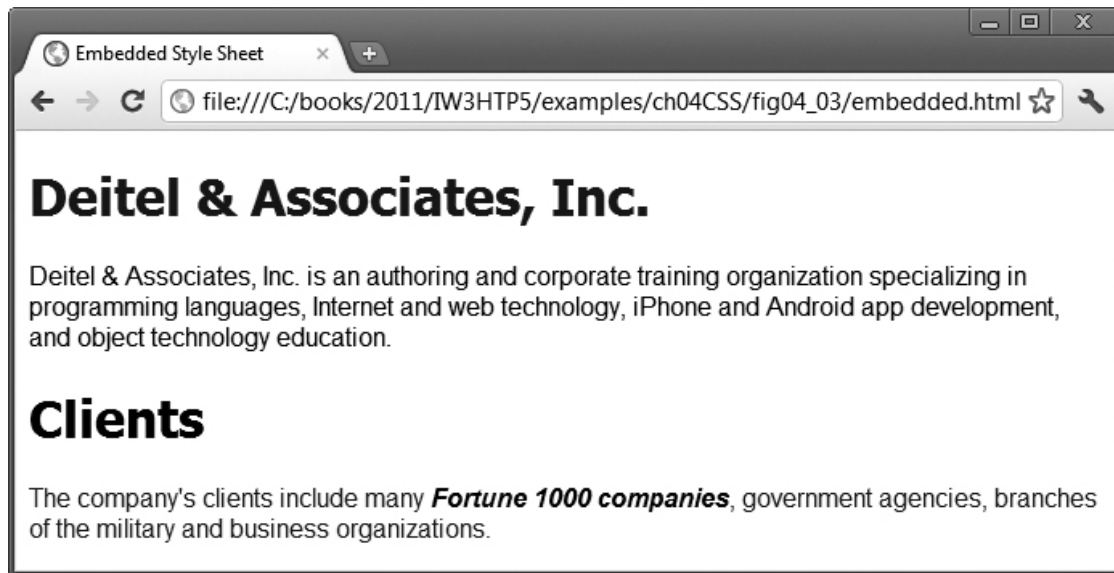 Embedded Style Sheet
file:///C:/books/2011/IW3HTP5/examples/ch04CSS/fig04_03/embedded.html
Deitel & Associates, Inc.
Deitel & Associates, Inc. is an authoring and corporate training organization specializing in
programming languages, Internet and web technology, iPhone and Android app development,
and object technology education.
Clients
The company's clients include many Fortune 1000 companies, government agencies, branches
of the military and business organizations.